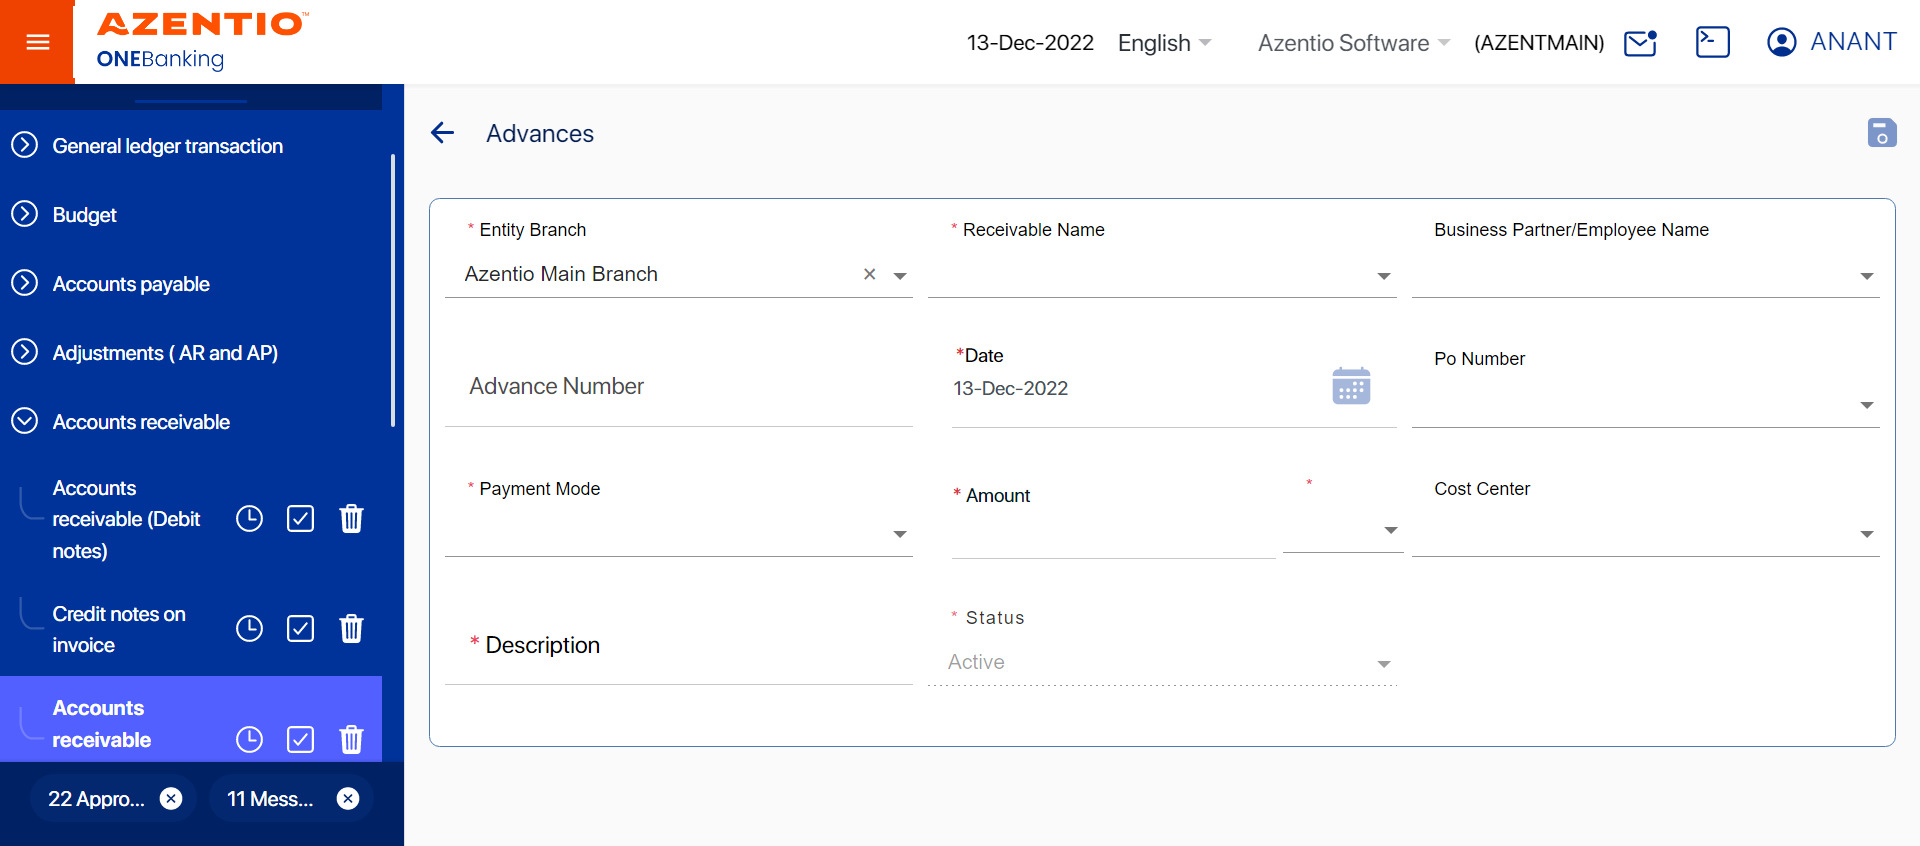 AZENTIO™
ONEBanking
13-Dec-2022
English
Azentio Software
(AZENTMAIN)
ANANT
General ledger transaction
Budget
Accounts payable
Adjustments ( AR and AP)
Accounts receivable
Accounts
receivable (Debit
notes)
Credit notes on
invoice
Accounts
receivable
22 Appro...
11 Mess...
Advances
* Entity Branch
Azentio Main Branch
* Receivable Name
Business Partner/Employee Name
Advance Number
*Date
13-Dec-2022
Po Number
* Payment Mode
* Amount
*
Cost Center
* Description
* Status
Active